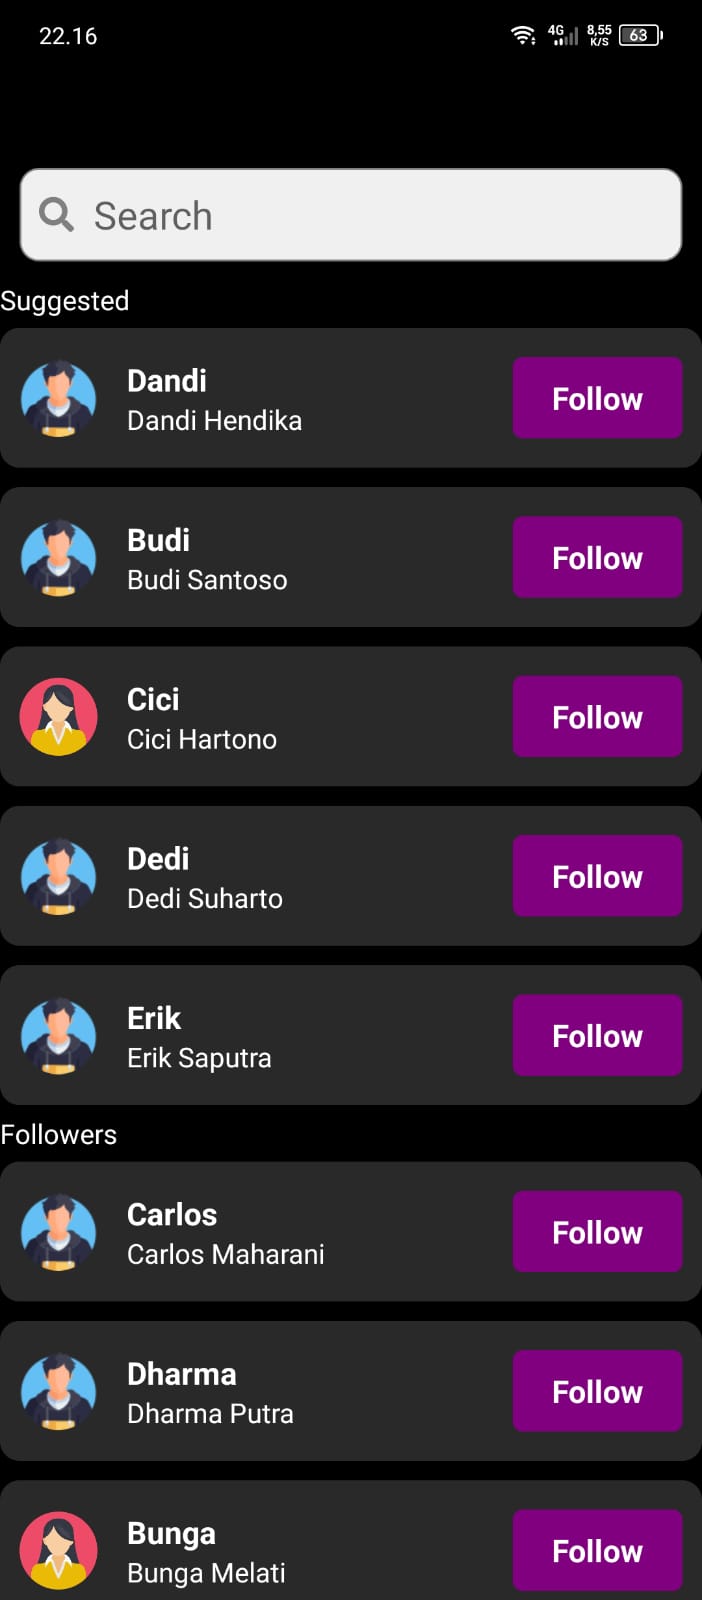 22.16
4G 8,55 K/S 63
Search
Suggested
Dandi
Dandi Hendika
Follow
Budi
Budi Santoso
Follow
Cici
Cici Hartono
Follow
Dedi
Dedi Suharto
Follow
Erik
Erik Saputra
Follow
Followers
Carlos
Carlos Maharani
Follow
Dharma
Dharma Putra
Follow
Bunga
Bunga Melati
Follow